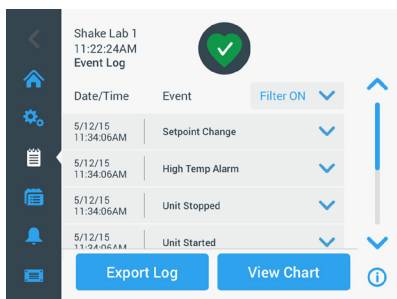 Shake Lab 1
11:22:24AM
Event Log
Date/Time Event Filter ON
5/12/15
11:34:06AM
Setpoint Change
5/12/15
11:34:06AM
High Temp Alarm
5/12/15
11:34:06AM
Unit Stopped
5/12/15
11:34:06AM
Unit Started
Export Log
View Chart